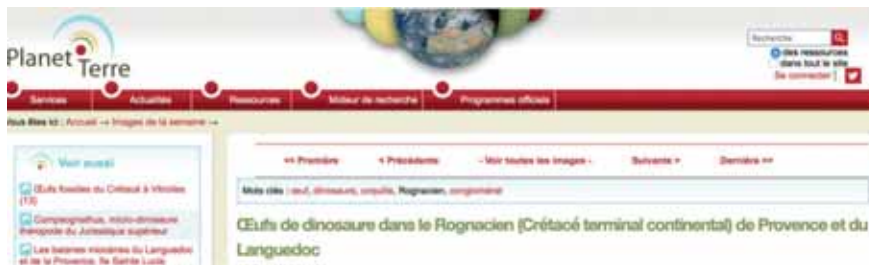 Planet Terre
Recherche
des ressources
dans tout le site
Se connecter
Services
Actualités
Ressources
Moteur de recherche
Programmes officiels
Vous êtes ici : Accueil → Images de la semaine →
Voir aussi
Œufs fossiles du Crétacé à Vitrolles (13)
Compsognathus, micro-dinosaure
théropode du Jurassique supérieur
Les baleines miocènes du Languedoc
et de la Provence, Sainte Lucie
<< Première
< Précédente
- Voir toutes les images -
Suivante >
Dernière >>
Mots clés : œuf, dinosaure, coquille, Rognacien, conglomérat
Œufs de dinosaure dans le Rognacien (Crétacé terminal continental) de Provence et du
Languedoc